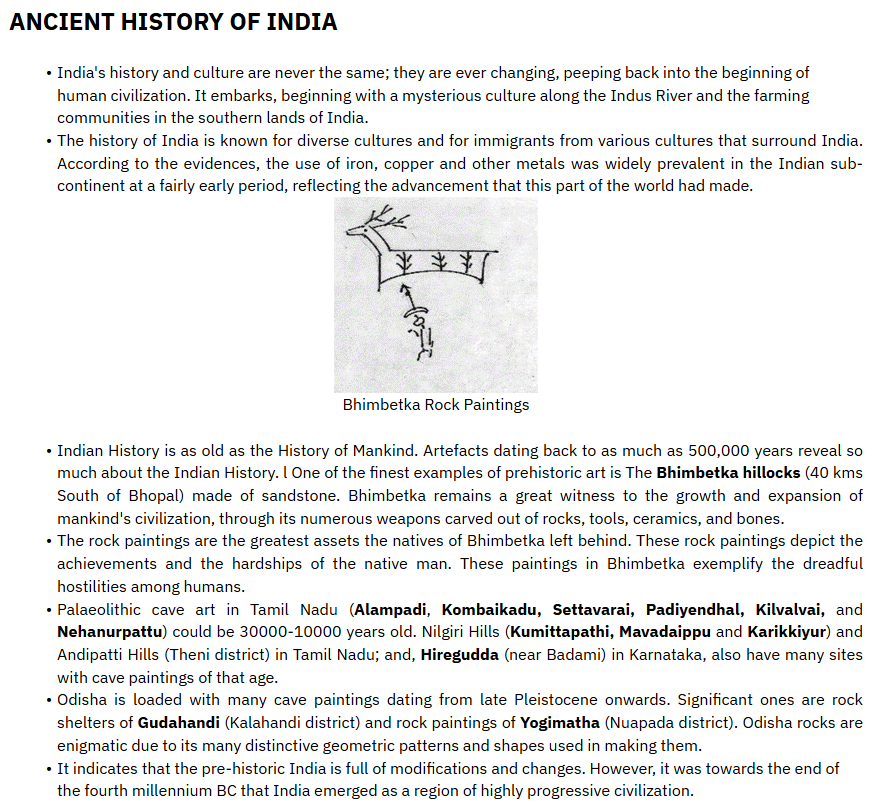 ANCIENT HISTORY OF INDIA
• India's history and culture are never the same; they are ever changing, peeping back into the beginning of
human civilization. It embarks, beginning with a mysterious culture along the Indus River and the farming
communities in the southern lands of India.
• The history of India is known for diverse cultures and for immigrants from various cultures that surround India.
According to the evidences, the use of iron, copper and other metals was widely prevalent in the Indian sub-
continent at a fairly early period, reflecting the advancement that this part of the world had made.
Bhimbetka Rock Paintings
• Indian History is as old as the History of Mankind. Artefacts dating back to as much as 500,000 years reveal so
much about the Indian History. l One of the finest examples of prehistoric art is The Bhimbetka hillocks (40 kms
South of Bhopal) made of sandstone. Bhimbetka remains a great witness to the growth and expansion of
mankind's civilization, through its numerous weapons carved out of rocks, tools, ceramics, and bones.
• The rock paintings are the greatest assets the natives of Bhimbetka left behind. These rock paintings depict the
achievements and the hardships of the native man. These paintings in Bhimbetka exemplify the dreadful
hostilities among humans.
• Palaeolithic cave art in Tamil Nadu (Alampadi, Kombaikadu, Settavarai, Padiyendhal, Kilvalvai, and
Nehanurpattu) could be 30000-10000 years old. Nilgiri Hills (Kumittapathi, Mavadaippu and Karikkiyur) and
Andipatti Hills (Theni district) in Tamil Nadu; and, Hiregudda (near Badami) in Karnataka, also have many sites
with cave paintings of that age.
• Odisha is loaded with many cave paintings dating from late Pleistocene onwards. Significant ones are rock
shelters of Gudahandi (Kalahandi district) and rock paintings of Yogimatha (Nuapada district). Odisha rocks are
enigmatic due to its many distinctive geometric patterns and shapes used in making them.
• It indicates that the pre-historic India is full of modifications and changes. However, it was towards the end of
the fourth millennium BC that India emerged as a region of highly progressive civilization.